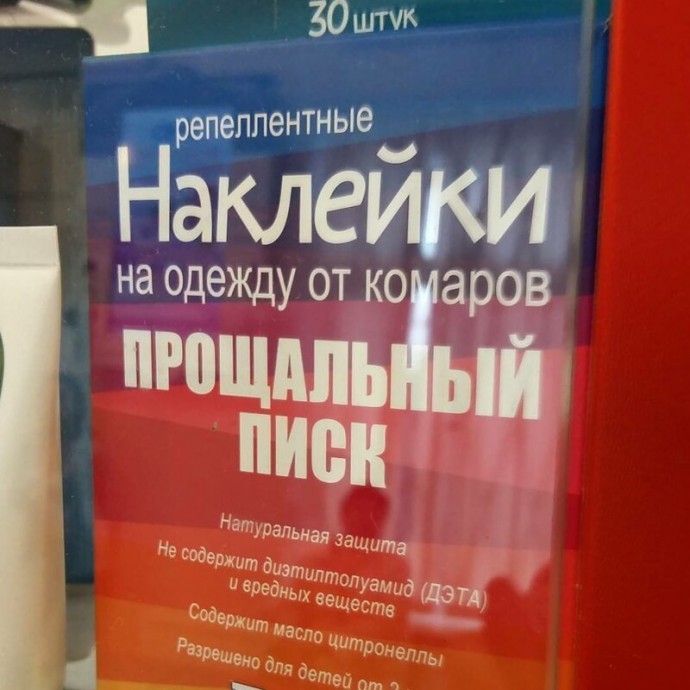 30 штук
репеллентные
Наклейки
на одежду от комаров
ПРОЩАЛЬНЫЙ
ПИСК
Натуральная защита
Не содержит диэтилтолуамид (ДЭТА)
и вредных веществ
Содержит масло цитронеллы
Разрешено для детей от